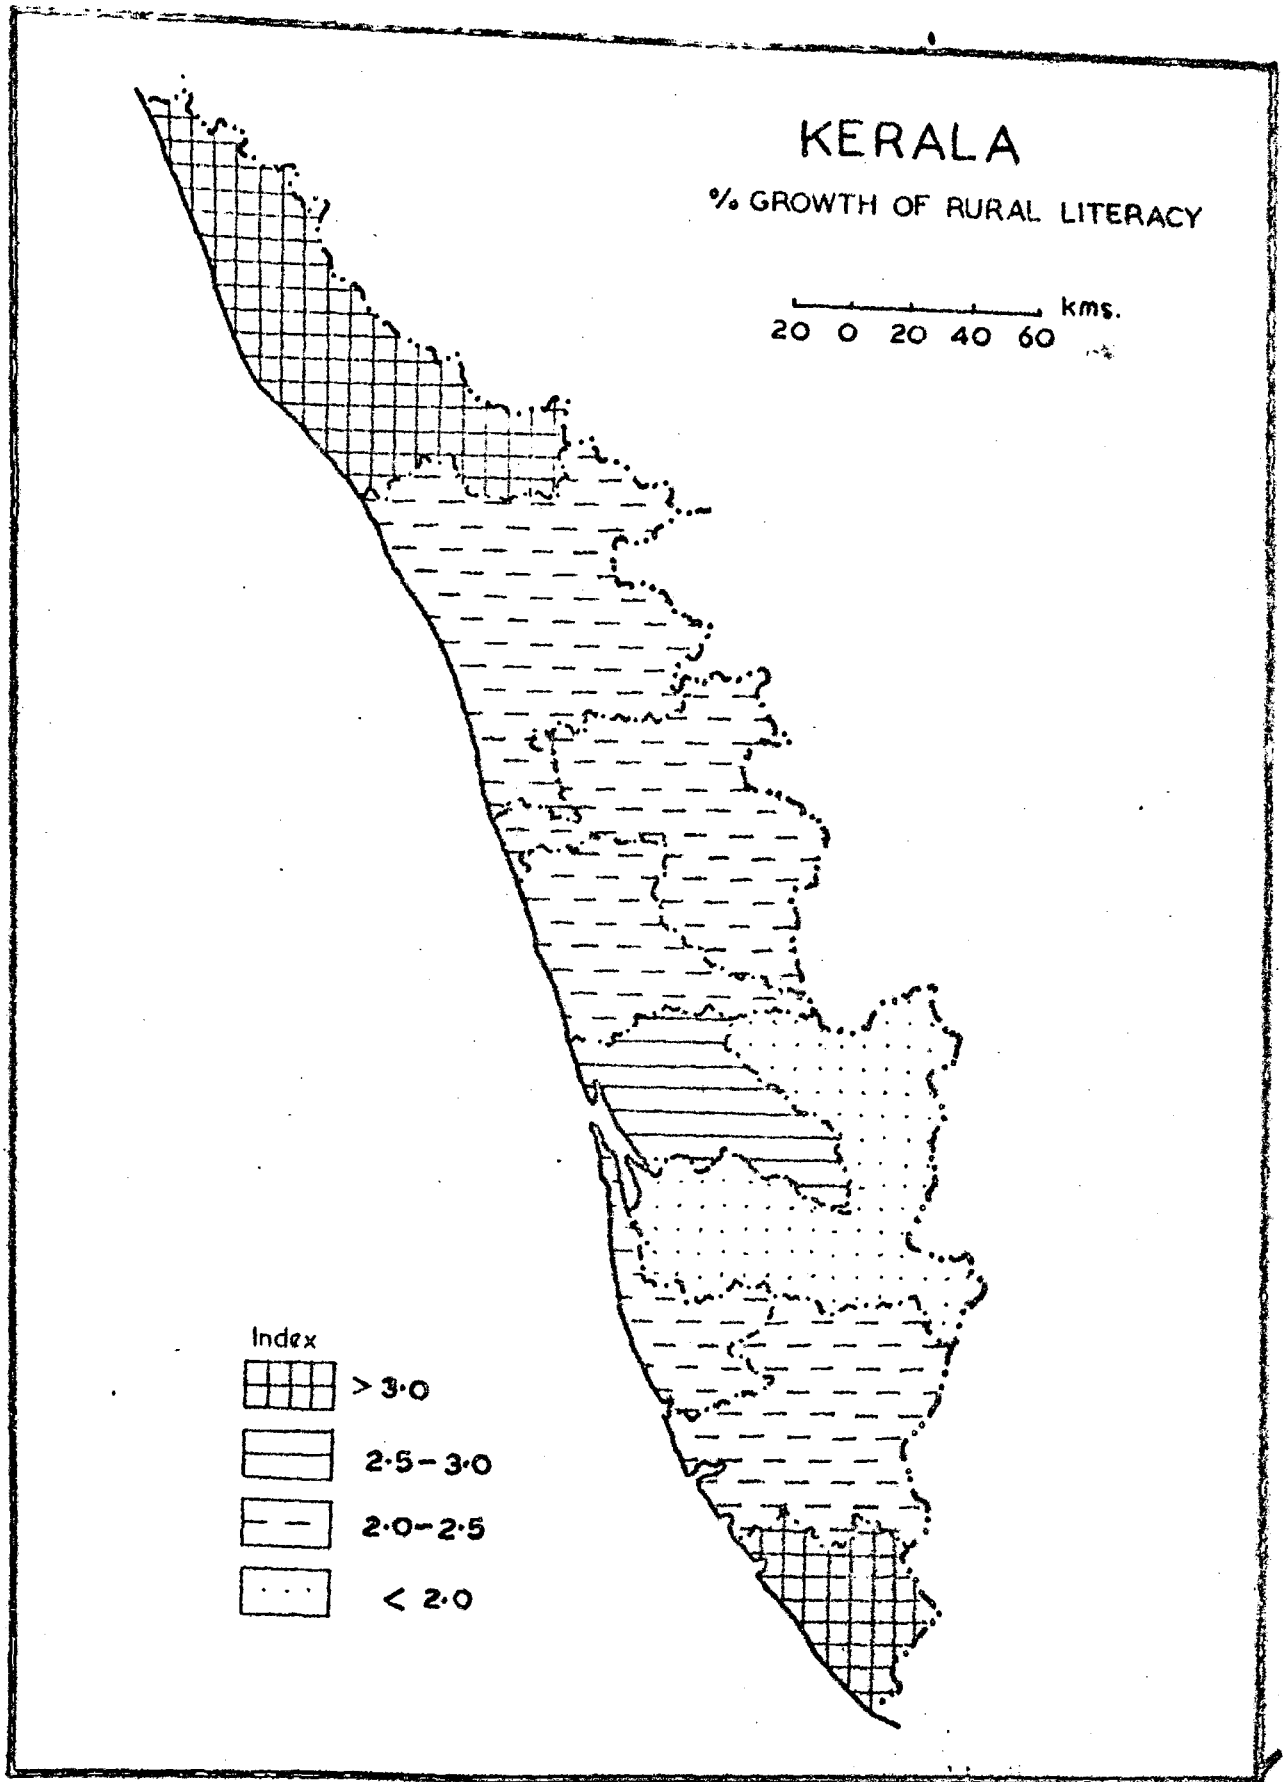 KERALA
% GROWTH OF RURAL LITERACY
kms.
20 0 20 40 60
Index
> 3.0
2.5-3.0
2.0-2.5
< 2.0